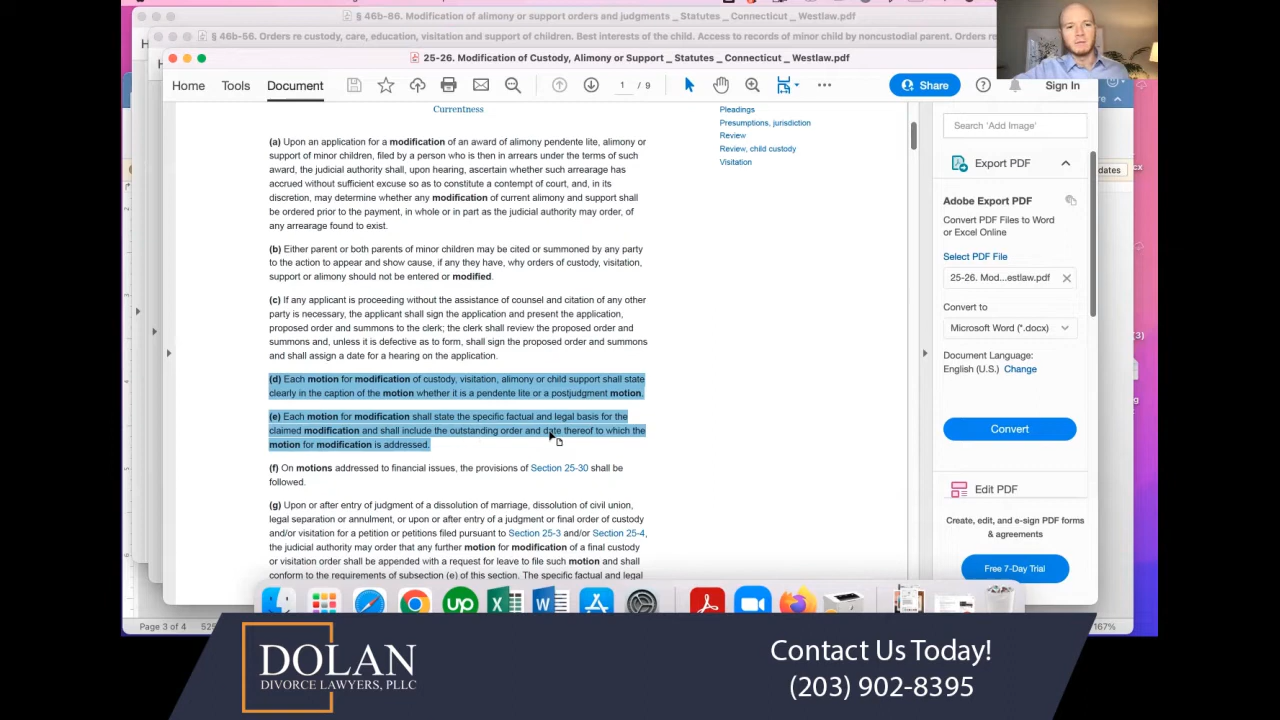 § 46b-86. Modification of alimony or support orders and judgments _ Statutes _ Connecticut _ Westlaw.pdf
§ 46b-56. Orders re custody, care, education, visitation and support of children. Best interests of the child. Access to records of minor child by noncustodial parent. Orders re
25-26. Modification of Custody, Alimony or Support _ Statutes _ Connecticut _ Westlaw.pdf
Home Tools Document 1 / 9 Share Sign In
Currentness
Pleadings
Presumptions, jurisdiction
Review
Review, child custody
Visitation
(a) Upon an application for a modification of an award of alimony pendente lite, alimony or
support of minor children, filed by a person who is then in arrears under the terms of such
award, the judicial authority shall, upon hearing, ascertain whether such arrearage has
accrued without sufficient excuse so as to constitute a contempt of court, and, in its
discretion, may determine whether any modification of current alimony and support shall
be ordered prior to the payment, in whole or in part as the judicial authority may order, of
any arrearage found to exist.
(b) Either parent or both parents of minor children may be cited or summoned by any party
to the action to appear and show cause, if any they have, why orders of custody, visitation,
support or alimony should not be entered or modified.
(c) If any applicant is proceeding without the assistance of counsel and citation of any other
party is necessary, the applicant shall sign the application and present the application,
proposed order and summons to the clerk; the clerk shall review the proposed order and
summons and, unless it is defective as to form, shall sign the proposed order and summons
and shall assign a date for a hearing on the application.
(d) Each motion for modification of custody, visitation, alimony or child support shall state
clearly in the caption of the motion whether it is a pendente lite or a postjudgment motion.
(e) Each motion for modification shall state the specific factual and legal basis for the
claimed modification and shall include the outstanding order and date thereof to which the
motion for modification is addressed.
(f) On motions addressed to financial issues, the provisions of Section 25-30 shall be
followed.
(g) Upon or after entry of judgment of a dissolution of marriage, dissolution of civil union,
legal separation or annulment, or upon or after entry of a judgment or final order of custody
and/or visitation for a petition or petitions filed pursuant to Section 25-3 and/or Section 25-4,
the judicial authority may order that any further motion for modification of a final custody
or visitation order shall be appended with a request for leave to file such motion and shall
conform to the requirements of subsection (e) of this section. The specific factual and legal
Search 'Add Image'
Export PDF
Adobe Export PDF
Convert PDF Files to Word
or Excel Online
Select PDF File
25-26. Mod...estlaw.pdf
Convert to
Microsoft Word (*.docx)
Document Language:
English (U.S.) Change
Convert
Edit PDF
Create, edit, and e-sign PDF forms
& agreements
Free 7-Day Trial
dates
Page 3 of 4
167%
DOLAN
DIVORCE LAWYERS, PLLC
Contact Us Today!
(203) 902-8395